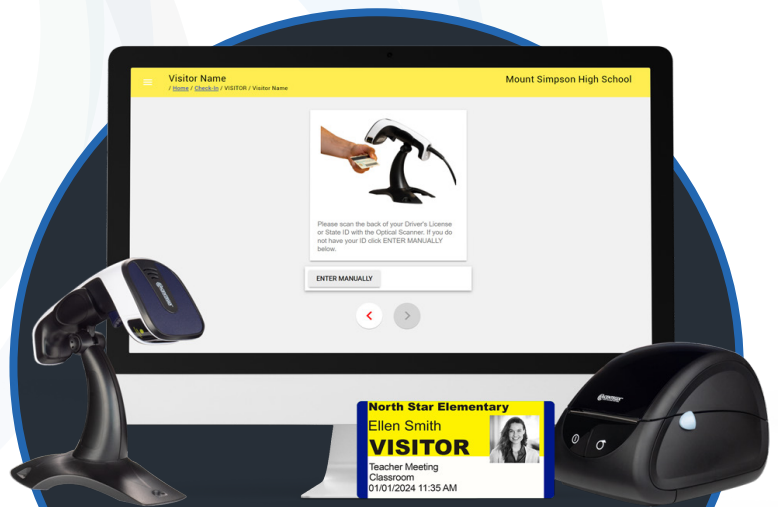 Visitor Name
/ Home / Check-In / VISITOR / Visitor Name
Mount Simpson High School
Please scan the back of your Driver's License
or State ID with the Optical Scanner. If you do
not have your ID click ENTER MANUALLY
below.
ENTER MANUALLY
North Star Elementary
Ellen Smith
VISITOR
Teacher Meeting
Classroom
01/01/2024 11:35 AM